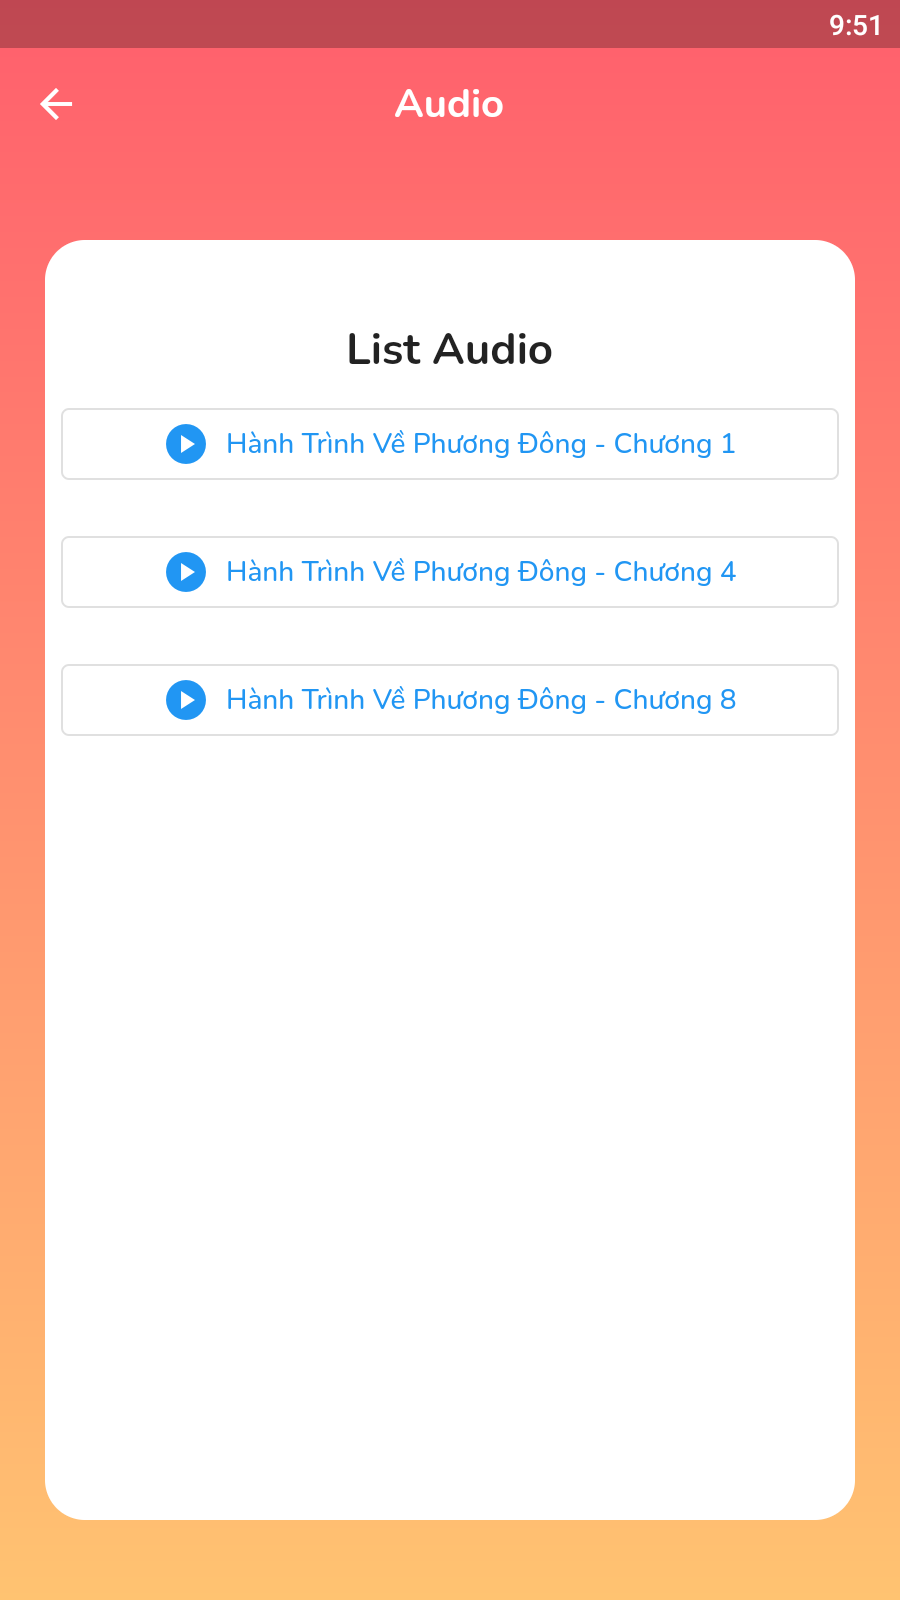 9:51
Audio
List Audio
Hành Trình Về Phương Đông - Chương 1
Hành Trình Về Phương Đông - Chương 4
Hành Trình Về Phương Đông - Chương 8